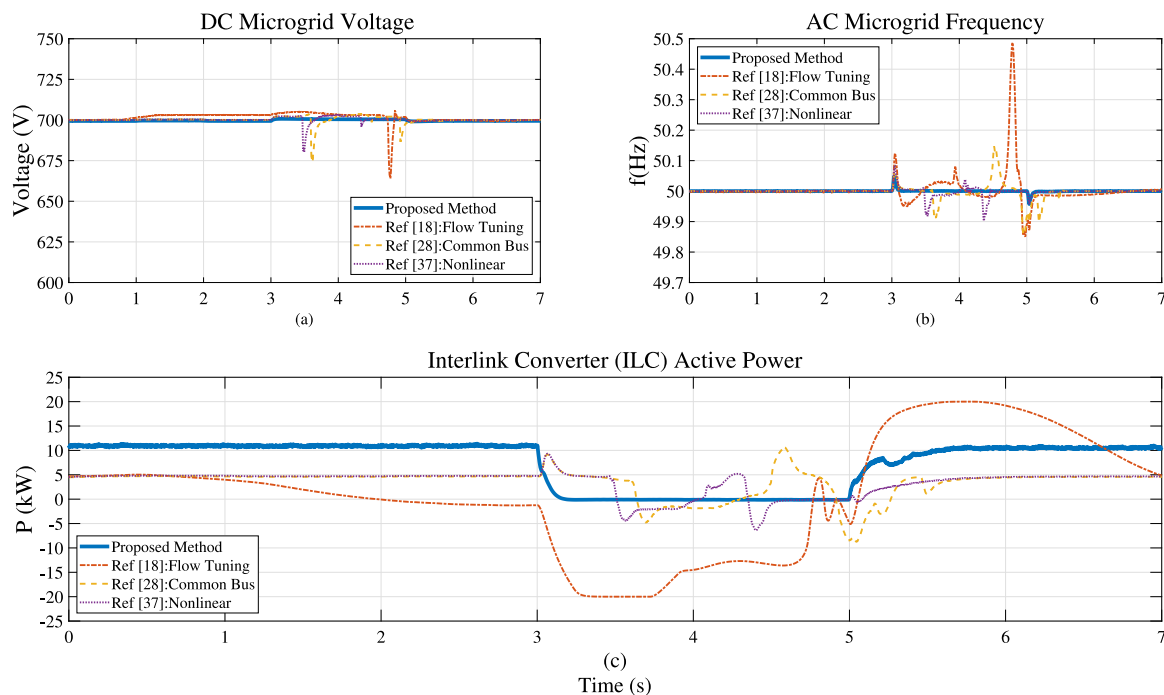 DC Microgrid Voltage
750
725
700
675
650
625
600
Voltage (V)
Proposed Method
Ref [18]:Flow Tuning
Ref [28]:Common Bus
Ref [37]:Nonlinear
0 1 2 3 4 5 6 7
(a)
AC Microgrid Frequency
50.5
50.4
50.3
50.2
50.1
50
49.9
49.8
49.7
f(Hz)
Proposed Method
Ref [18]:Flow Tuning
Ref [28]:Common Bus
Ref [37]:Nonlinear
0 1 2 3 4 5 6 7
(b)
Interlink Converter (ILC) Active Power
25
20
15
10
5
0
-5
-10
-15
-20
-25
P (kW)
Proposed Method
Ref [18]:Flow Tuning
Ref [28]:Common Bus
Ref [37]:Nonlinear
0 1 2 3 4 5 6 7
(c)
Time (s)